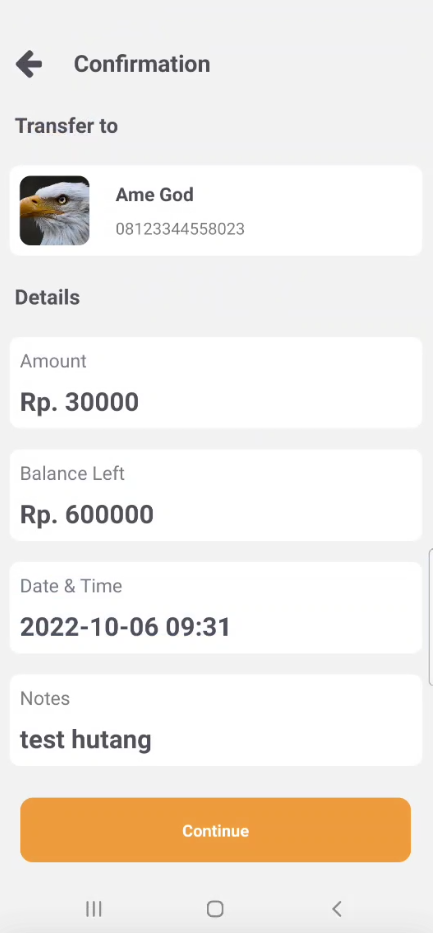 Confirmation
Transfer to
Ame God
08123344558023
Details
Amount
Rp. 30000
Balance Left
Rp. 600000
Date & Time
2022-10-06 09:31
Notes
test hutang
Continue